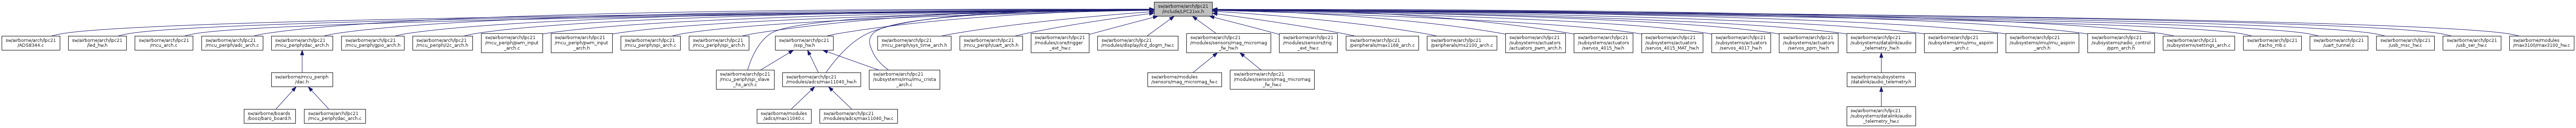 sw/airborne/arch/lpc21
/include/LPC21xx.h
sw/airborne/arch/lpc21
/ADS8344.c
sw/airborne/arch/lpc21
/led_hw.h
sw/airborne/arch/lpc21
/mcu_arch.c
sw/airborne/arch/lpc21
/mcu_periph/adc_arch.c
sw/airborne/arch/lpc21
/mcu_periph/dac_arch.h
sw/airborne/arch/lpc21
/mcu_periph/gpio_arch.h
sw/airborne/arch/lpc21
/mcu_periph/i2c_arch.h
sw/airborne/arch/lpc21
/mcu_periph/pwm_input
_arch.c
sw/airborne/arch/lpc21
/mcu_periph/pwm_input
_arch.h
sw/airborne/arch/lpc21
/mcu_periph/spi_arch.c
sw/airborne/arch/lpc21
/mcu_periph/spi_arch.h
sw/airborne/arch/lpc21
/ssp_hw.h
sw/airborne/arch/lpc21
/mcu_periph/sys_time_arch.h
sw/airborne/arch/lpc21
/mcu_periph/uart_arch.h
sw/airborne/arch/lpc21
/modules/core/trigger
_ext_hw.c
sw/airborne/arch/lpc21
/modules/display/lcd_dogm_hw.c
sw/airborne/arch/lpc21
/modules/sensors/mag_micromag
_fw_hw.h
sw/airborne/arch/lpc21
/modules/sensors/trig
_ext_hw.c
sw/airborne/arch/lpc21
/peripherals/max1168_arch.c
sw/airborne/arch/lpc21
/peripherals/ms2100_arch.c
sw/airborne/arch/lpc21
/subsystems/actuators
/actuators_ppm_arch.h
sw/airborne/arch/lpc21
/subsystems/actuators
/servos_4015_hw.h
sw/airborne/arch/lpc21
/subsystems/actuators
/servos_4015_MAT_hw.h
sw/airborne/arch/lpc21
/subsystems/actuators
/servos_4017_hw.h
sw/airborne/arch/lpc21
/subsystems/actuators
/servos_ppm_hw.h
sw/airborne/arch/lpc21
/subsystems/datalink/audio
_telemetry_hw.h
sw/airborne/arch/lpc21
/subsystems/imu/imu_aspirin
_arch.c
sw/airborne/arch/lpc21
/subsystems/imu/imu_aspirin
_arch.h
sw/airborne/arch/lpc21
/subsystems/radio_control
/ppm_arch.h
sw/airborne/arch/lpc21
/subsystems/settings_arch.c
sw/airborne/arch/lpc21
/tacho_mb.c
sw/airborne/arch/lpc21
/uart_tunnel.c
sw/airborne/arch/lpc21
/usb_msc_hw.c
sw/airborne/arch/lpc21
/usb_ser_hw.c
sw/airborne/modules
/max3100/max3100_hw.c
sw/airborne/mcu_periph
/dac.h
sw/airborne/arch/lpc21
/mcu_periph/spi_slave
_hs_arch.c
sw/airborne/arch/lpc21
/modules/adcs/max11040_hw.h
sw/airborne/arch/lpc21
/subsystems/imu/imu_crista
_arch.c
sw/airborne/modules
/sensors/mag_micromag_fw.c
sw/airborne/arch/lpc21
/modules/sensors/mag_micromag
_fw_hw.c
sw/airborne/subsystems
/datalink/audio_telemetry.h
sw/airborne/boards
/booz/baro_board.h
sw/airborne/arch/lpc21
/mcu_periph/dac_arch.c
sw/airborne/modules
/adcs/max11040.c
sw/airborne/arch/lpc21
/modules/adcs/max11040_hw.c
sw/airborne/arch/lpc21
/subsystems/datalink/audio
_telemetry_hw.c